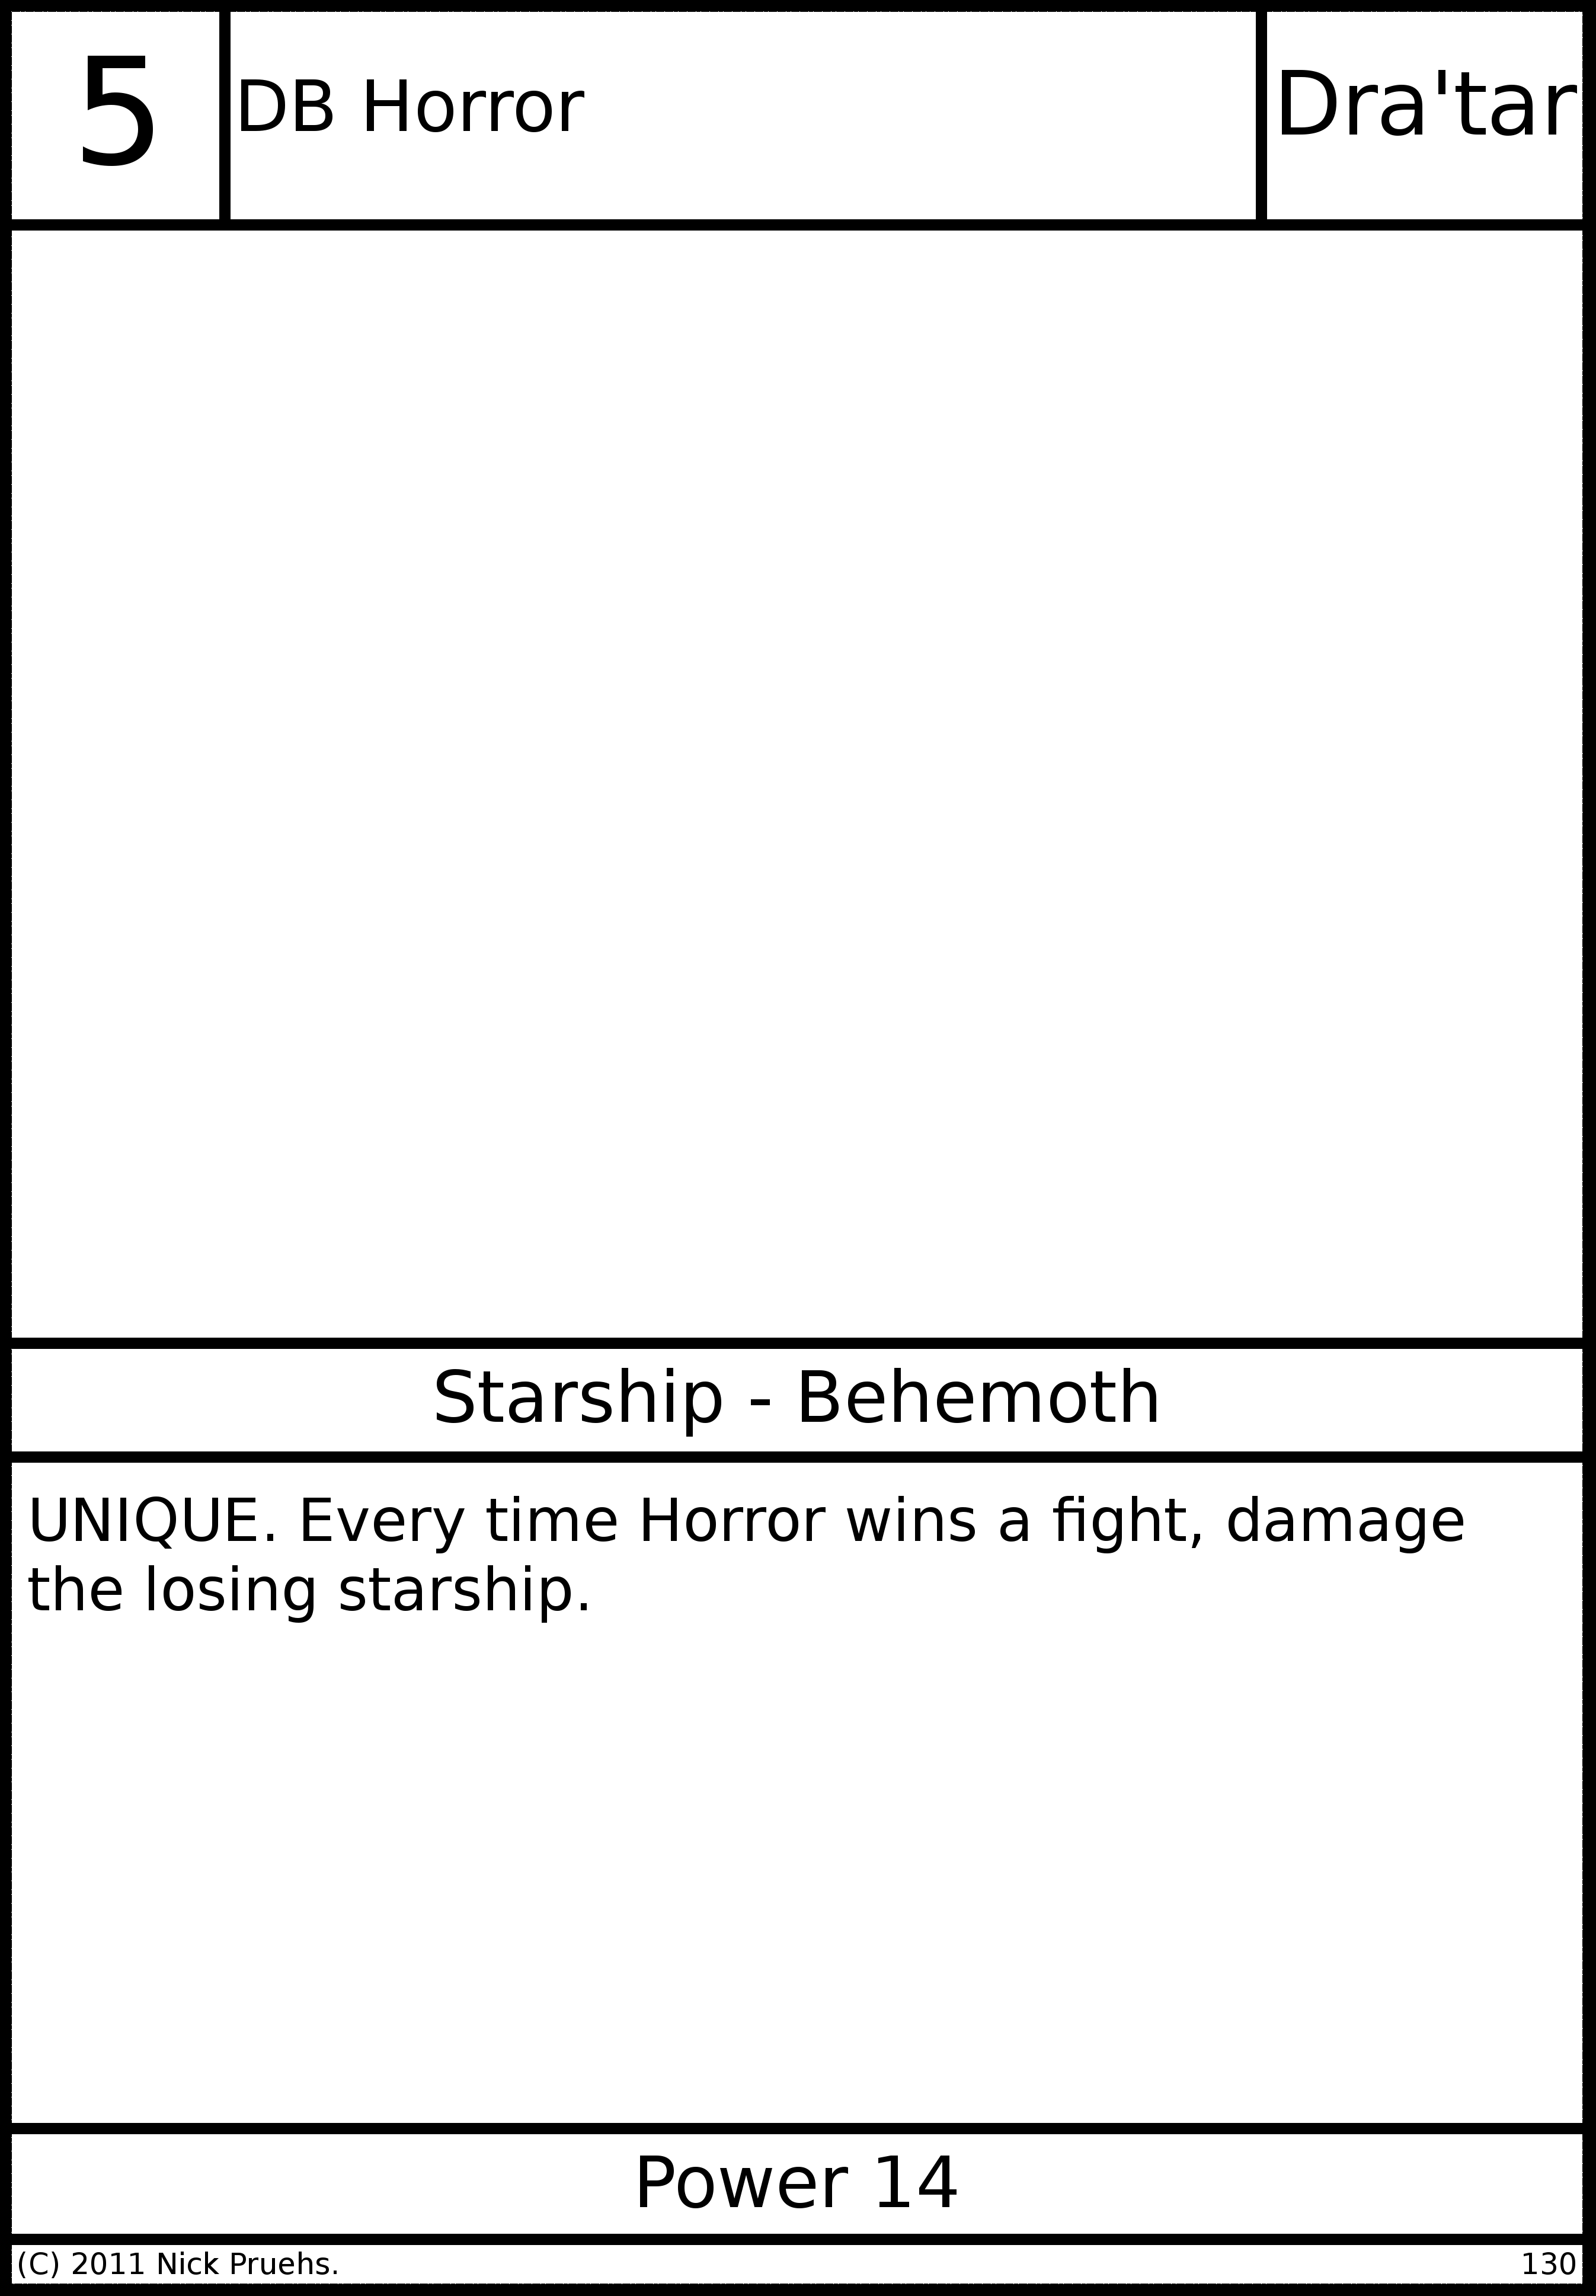 5
DB Horror
Dra'tar
Starship - Behemoth
UNIQUE. Every time Horror wins a fight, damage
the losing starship.
Power 14
(C) 2011 Nick Pruehs.
130